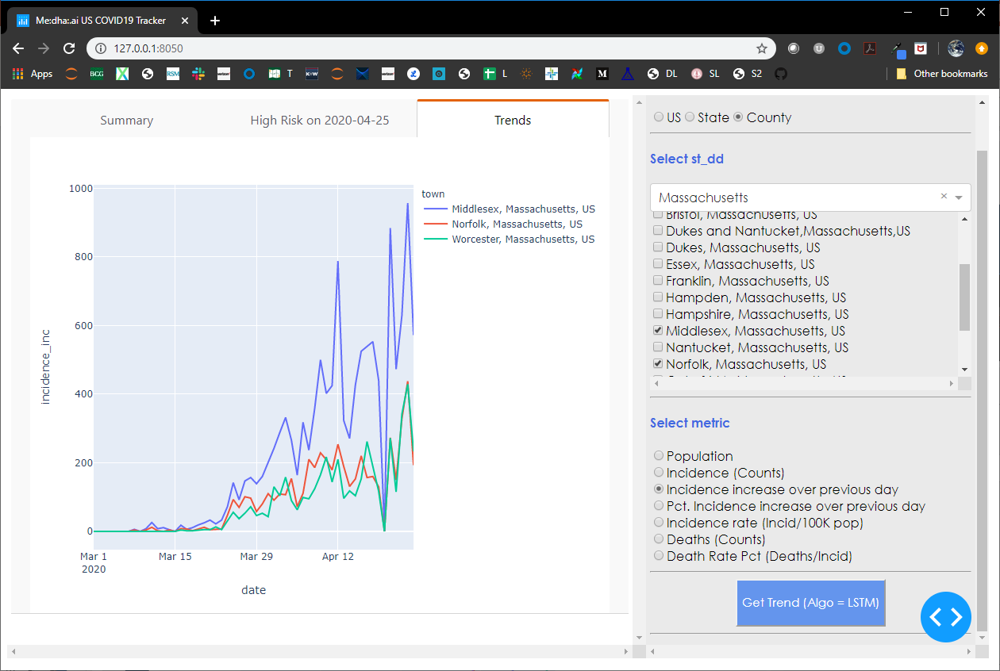 Me:dha:.ai US COVID19 Tracker
127.0.0.1:8050
Apps
BCG
RSM
verizon
T
K&W
verizon
L
M
DL
SL
S2
Other bookmarks
Summary
High Risk on 2020-04-25
Trends
1000
800
600
400
200
0
incidence_inc
Mar 1
2020
Mar 15
Mar 29
Apr 12
date
town
Middlesex, Massachusetts, US
Norfolk, Massachusetts, US
Worcester, Massachusetts, US
US State County
Select st_dd
Massachusetts
Bristol, Massachusetts, US
Dukes and Nantucket,Massachusetts,US
Dukes, Massachusetts, US
Essex, Massachusetts, US
Franklin, Massachusetts, US
Hampden, Massachusetts, US
Hampshire, Massachusetts, US
Middlesex, Massachusetts, US
Nantucket, Massachusetts, US
Norfolk, Massachusetts, US
Select metric
Population
Incidence (Counts)
Incidence increase over previous day
Pct. Incidence increase over previous day
Incidence rate (Incid/100K pop)
Deaths (Counts)
Death Rate Pct (Deaths/Incid)
Get Trend (Algo = LSTM)